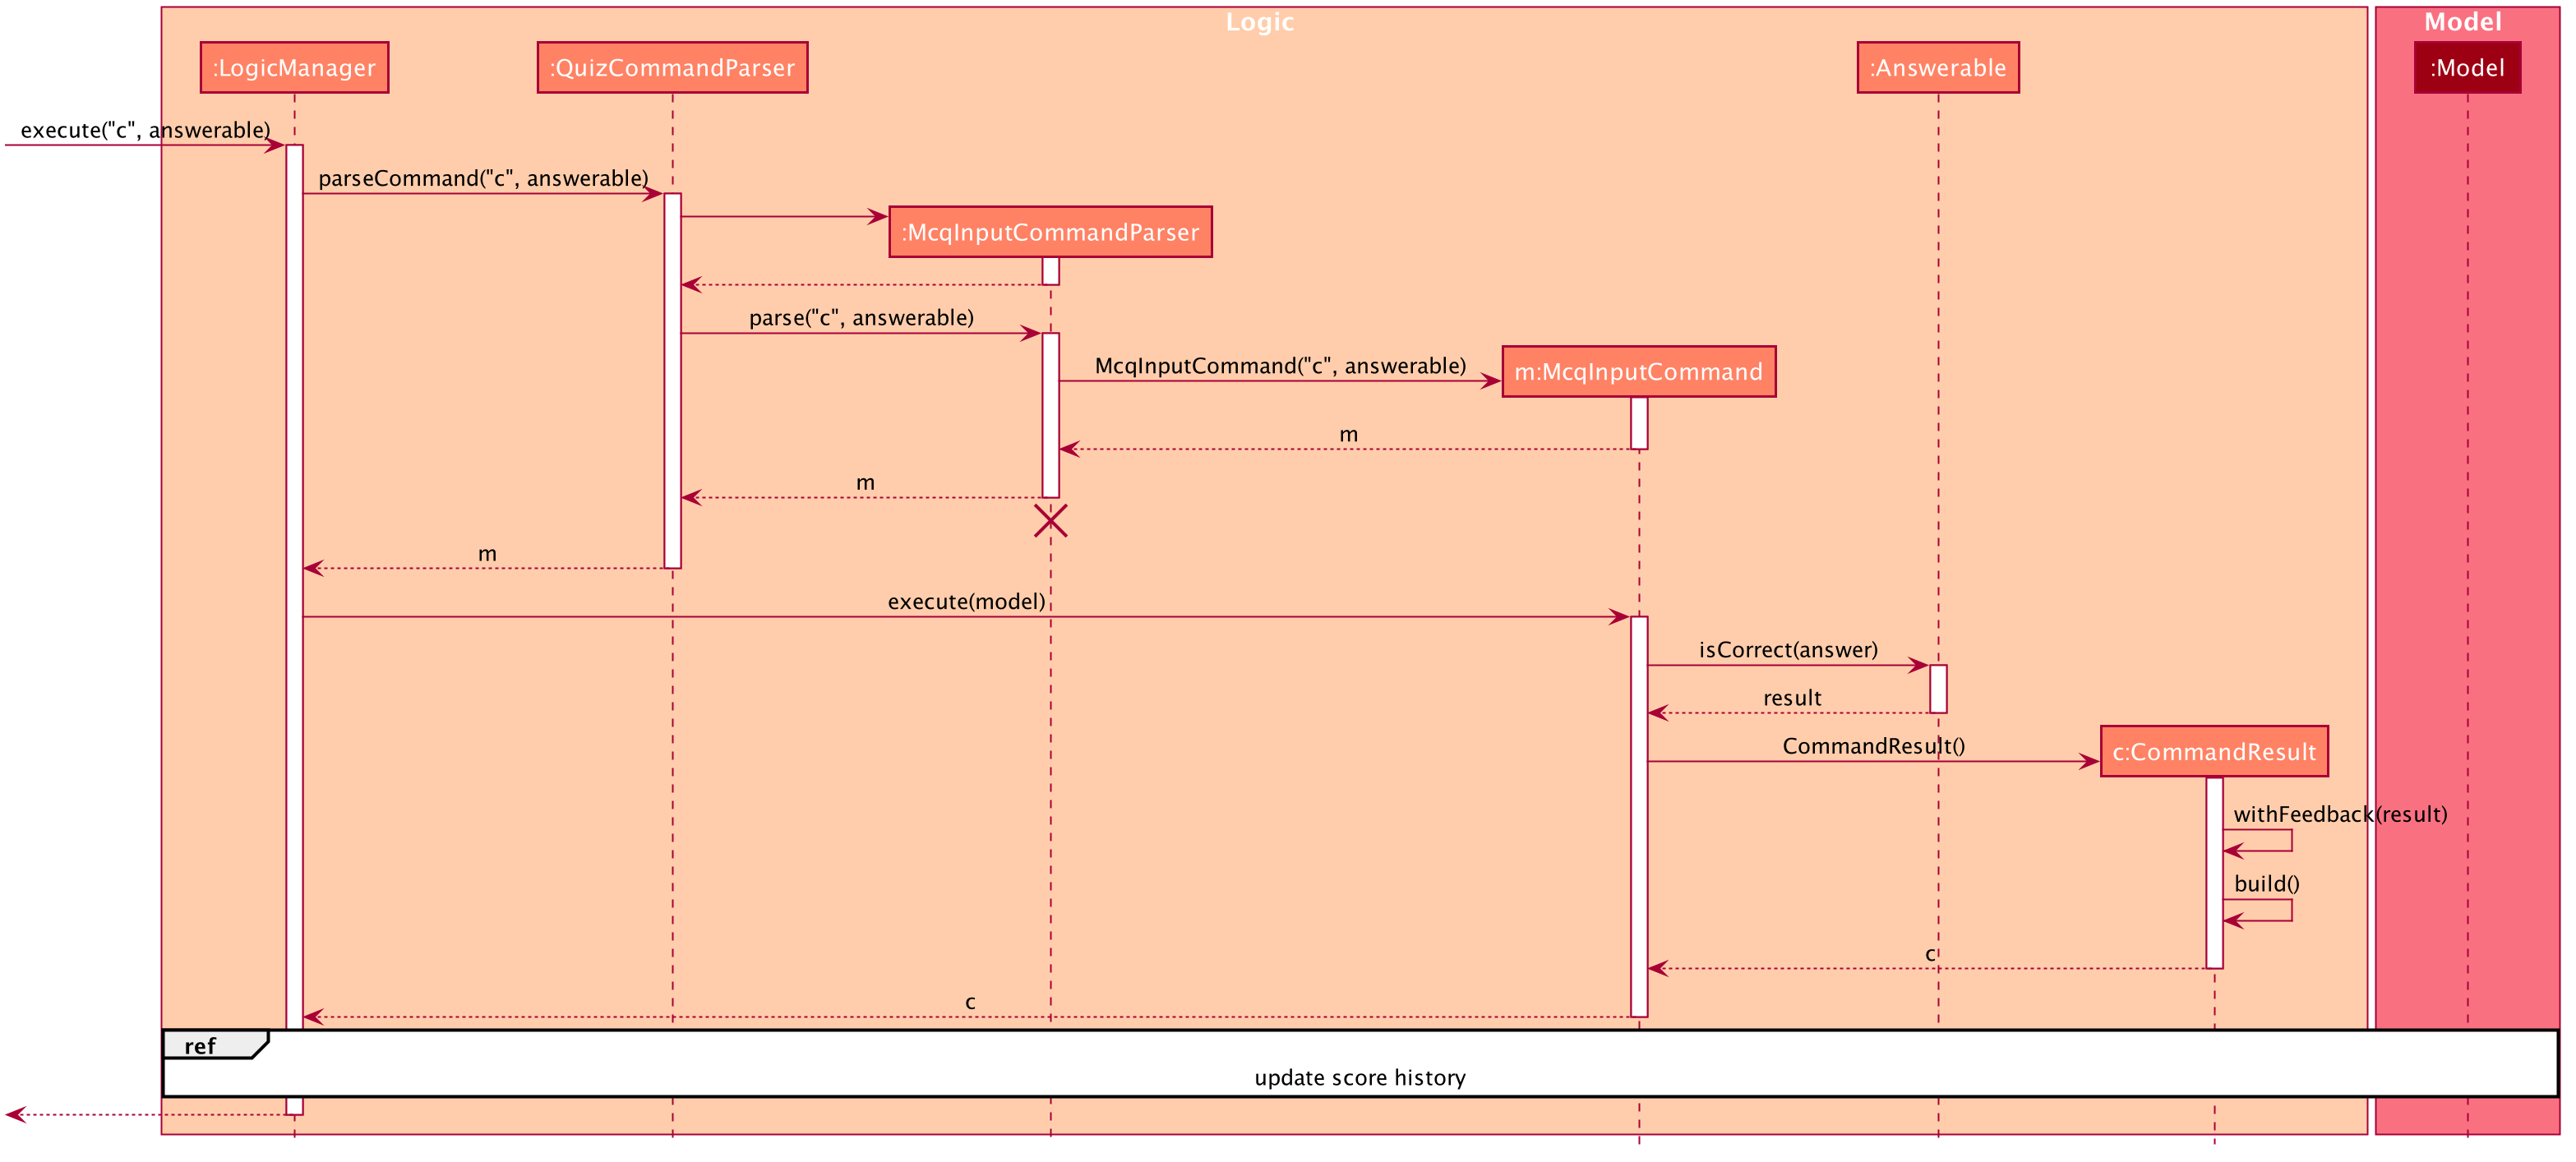 Logic
Model
:LogicManager
:QuizCommandParser
:Answerable
:Model
execute("c", answerable)
parseCommand("c", answerable)
:McqInputCommandParser
parse("c", answerable)
McqInputCommand("c", answerable)
m:McqInputCommand
m
m
m
execute(model)
isCorrect(answer)
result
CommandResult()
c:CommandResult
withFeedback(result)
build()
c
c
ref
update score history